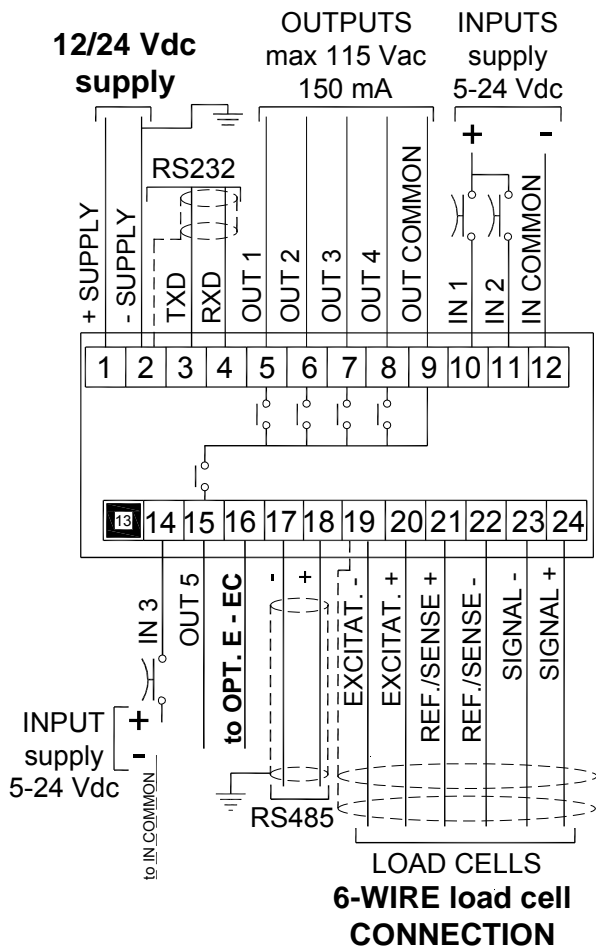 12/24 Vdc
supply
OUTPUTS
max 115 Vac
150 mA
INPUTS
supply
5-24 Vdc
+
-
RS232
+ SUPPLY
- SUPPLY
TXD
RXD
OUT 1
OUT 2
OUT 3
OUT 4
OUT COMMON
IN 1
IN 2
IN COMMON
1 2 3 4 5 6 7 8 9 10 11 12
13 14 15 16 17 18 19 20 21 22 23 24
IN 3
OUT 5
to OPT. E - EC
-
+
EXCITAT. -
EXCITAT. +
REF./SENSE +
REF./SENSE -
SIGNAL -
SIGNAL +
INPUT
supply
5-24 Vdc
+
-
to IN COMMON
RS485
LOAD CELLS
6-WIRE load cell
CONNECTION